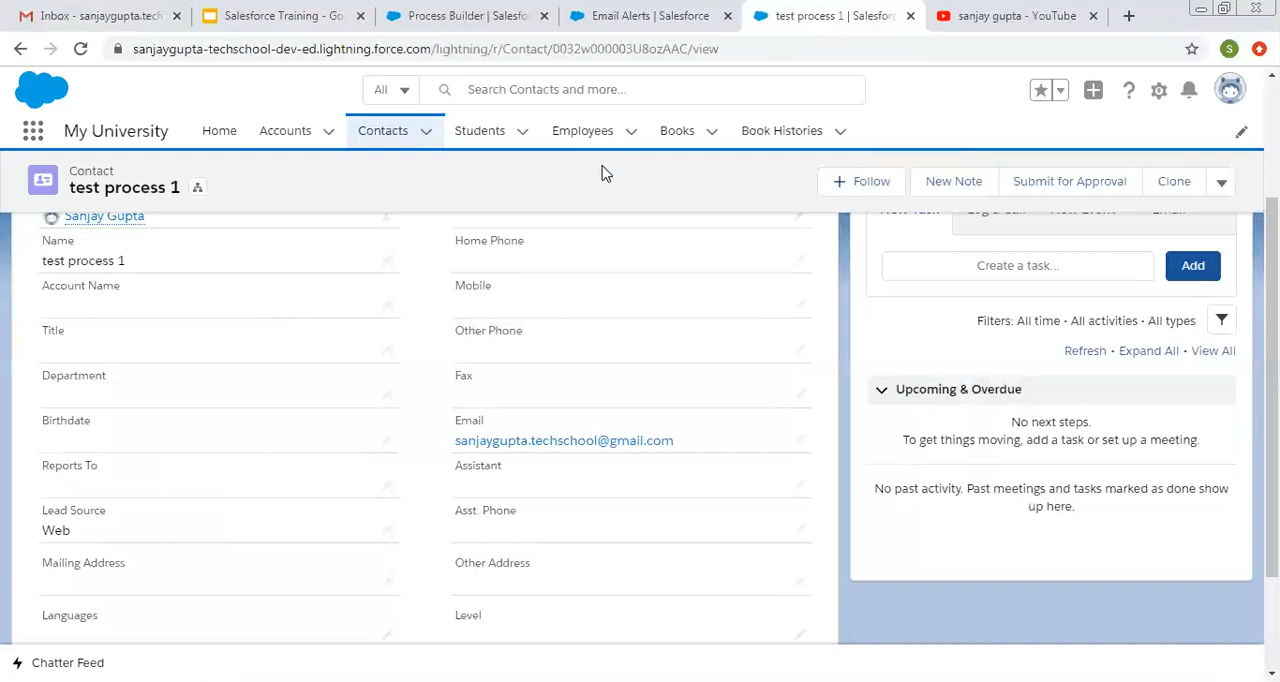 Inbox - sanjaygupta.tech
Salesforce Training - Go
Process Builder | Salesfo
Email Alerts | Salesforce
test process 1 | Salesfor
sanjay gupta - YouTube
sanjaygupta-techschool-dev-ed.lightning.force.com/lightning/r/Contact/0032w000003U8ozAAC/view
S
All
Search Contacts and more...
My University
Home
Accounts
Contacts
Students
Employees
Books
Book Histories
Contact
test process 1
Follow
New Note
Submit for Approval
Clone
Sanjay Gupta
Name
test process 1
Account Name
Title
Department
Birthdate
Reports To
Lead Source
Web
Mailing Address
Languages
Home Phone
Mobile
Other Phone
Fax
Email
sanjaygupta.techschool@gmail.com
Assistant
Asst. Phone
Other Address
Level
New Task
Log a Call
New Event
Email
Create a task...
Add
Filters: All time • All activities • All types
Refresh • Expand All • View All
Upcoming & Overdue
No next steps.
To get things moving, add a task or set up a meeting.
No past activity. Past meetings and tasks marked as done show
up here.
Chatter Feed